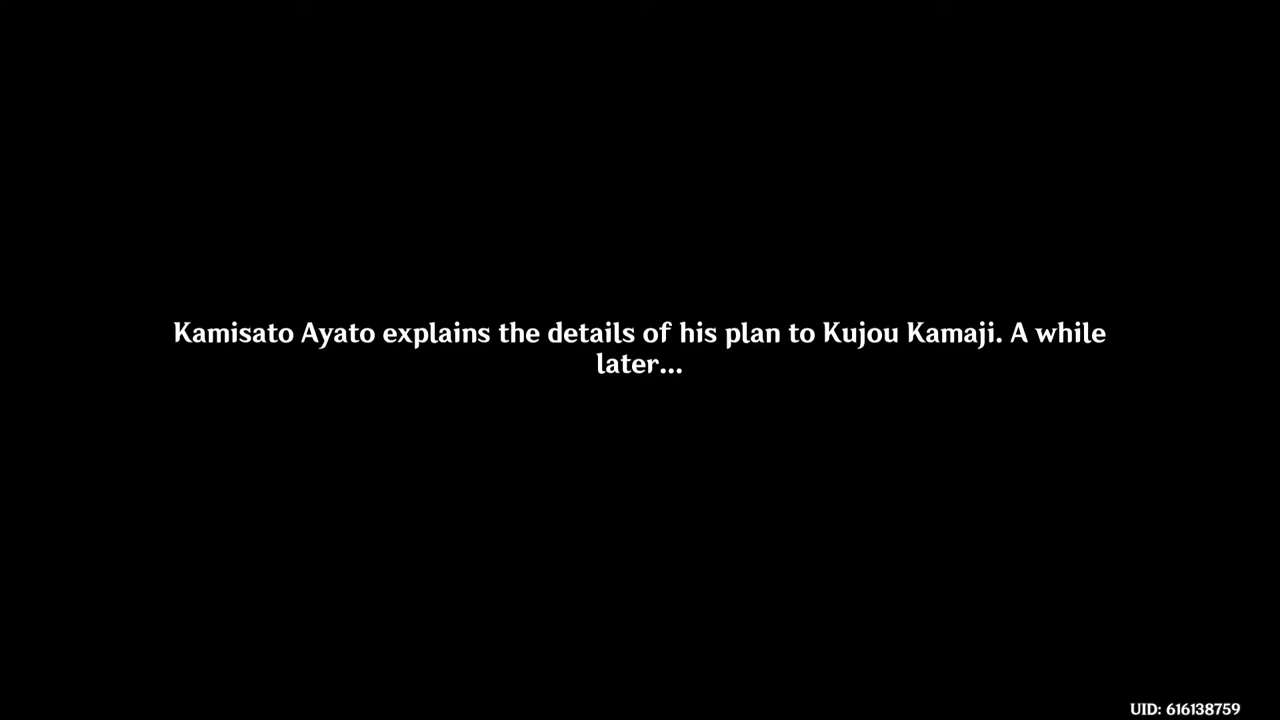 Kamisato Ayato explains the details of his plan to Kujou Kamaji. A while
later...
UID: 616138759